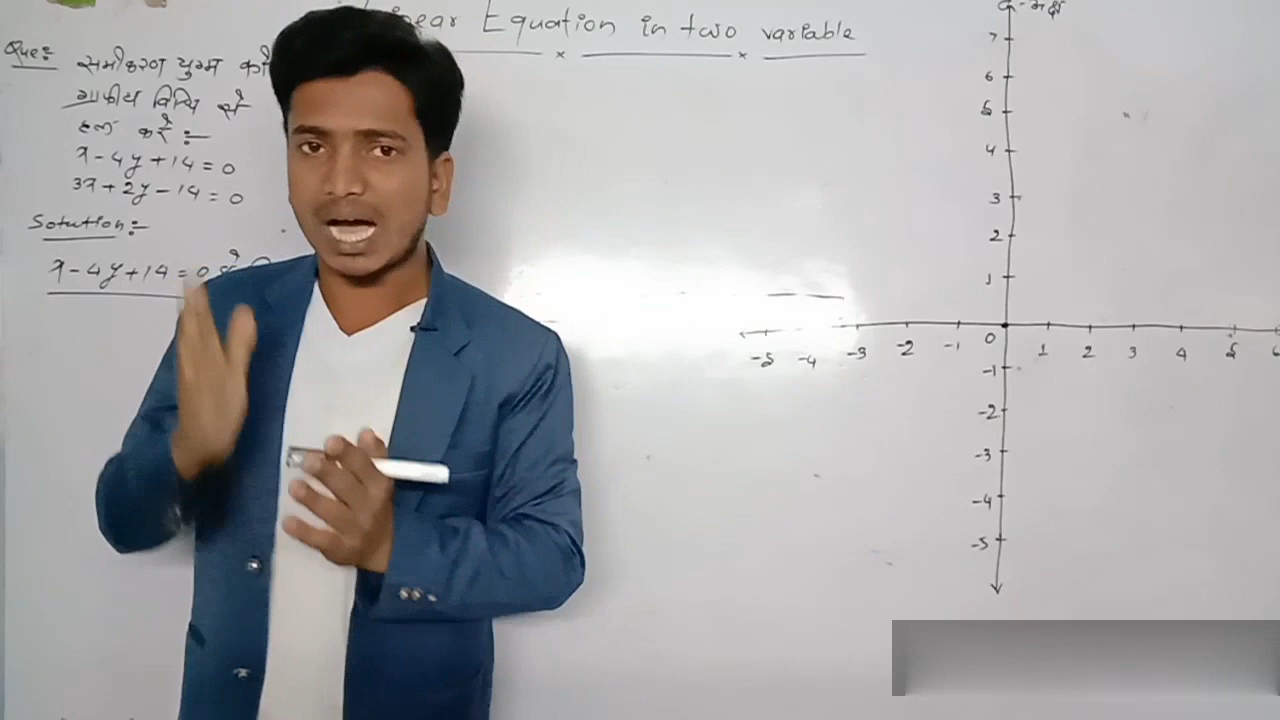 Equation in two variable
Que:- समीकरण युग्म को
ग्राफीय विधि से
हल करें :-
x - 4y + 14 = 0
3x + 2y - 14 = 0
Solution :-
x - 4y + 14 = 0 के
7
6
5
4
3
2
1
-5 -4 -3 -2 -1 0 1 2 3 4 5 6
-1
-2
-3
-4
-5